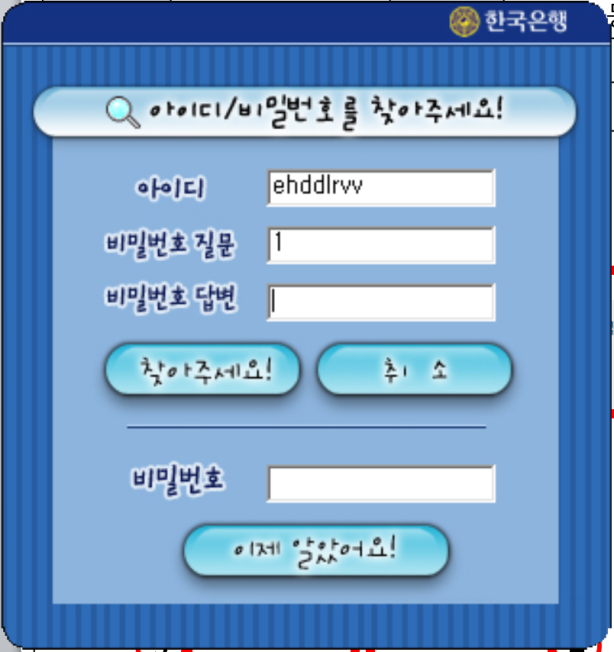 한국은행
아이디/비밀번호를 찾아주세요!
아이디 ehddlrvv
비밀번호 질문 1
비밀번호 답변
찾아주세요! 취 소
비밀번호
이제 알았어요!